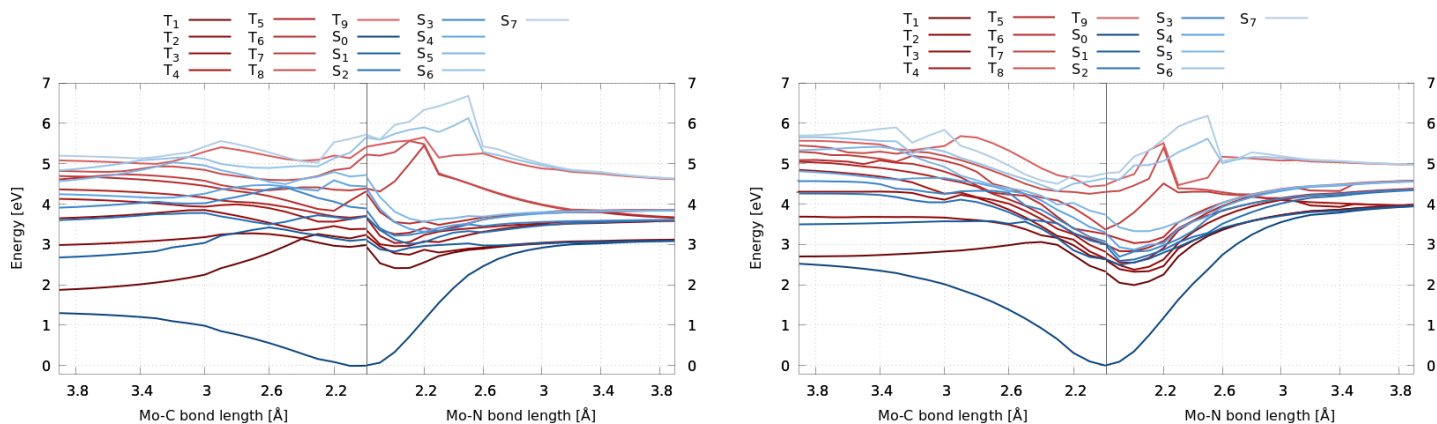 T1 T5 T9 S3 S7
T2 T6 S0 S4
T3 T7 S1 S5
T4 T8 S2 S6
7
6
5
4
3
2
1
0
Energy [eV]
3.8 3.4 3 2.6 2.2 2.2 2.6 3 3.4 3.8
Mo-C bond length [Å] Mo-N bond length [Å]
T1 T5 T9 S3 S7
T2 T6 S0 S4
T3 T7 S1 S5
T4 T8 S2 S6
7
6
5
4
3
2
1
0
Energy [eV]
7
6
5
4
3
2
1
0
3.8 3.4 3 2.6 2.2 2.2 2.6 3 3.4 3.8
Mo-C bond length [Å] Mo-N bond length [Å]
7
6
5
4
3
2
1
0